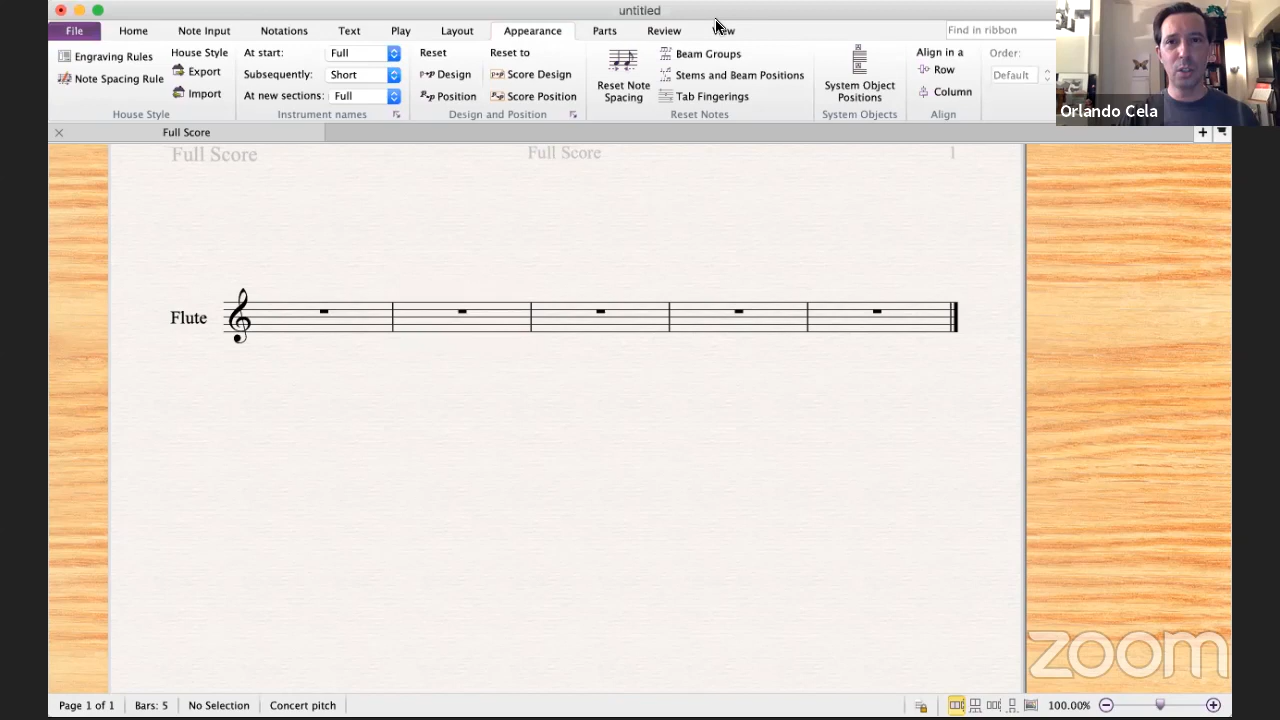 untitled
File Home Note Input Notations Text Play Layout Appearance Parts Review View Find in ribbon
Engraving Rules House Style At start: Full Reset Reset to Beam Groups Align in a Order:
Note Spacing Rule Export Subsequently: Short Design Score Design Reset Note Spacing Stems and Beam Positions System Object Positions Row Default
Import At new sections: Full Position Score Position Tab Fingerings Column
House Style Instrument names Design and Position Reset Notes System Objects Align
Orlando Cela
Full Score
Full Score Full Score 1
Flute
zoom
Page 1 of 1 Bars: 5 No Selection Concert pitch 100.00%